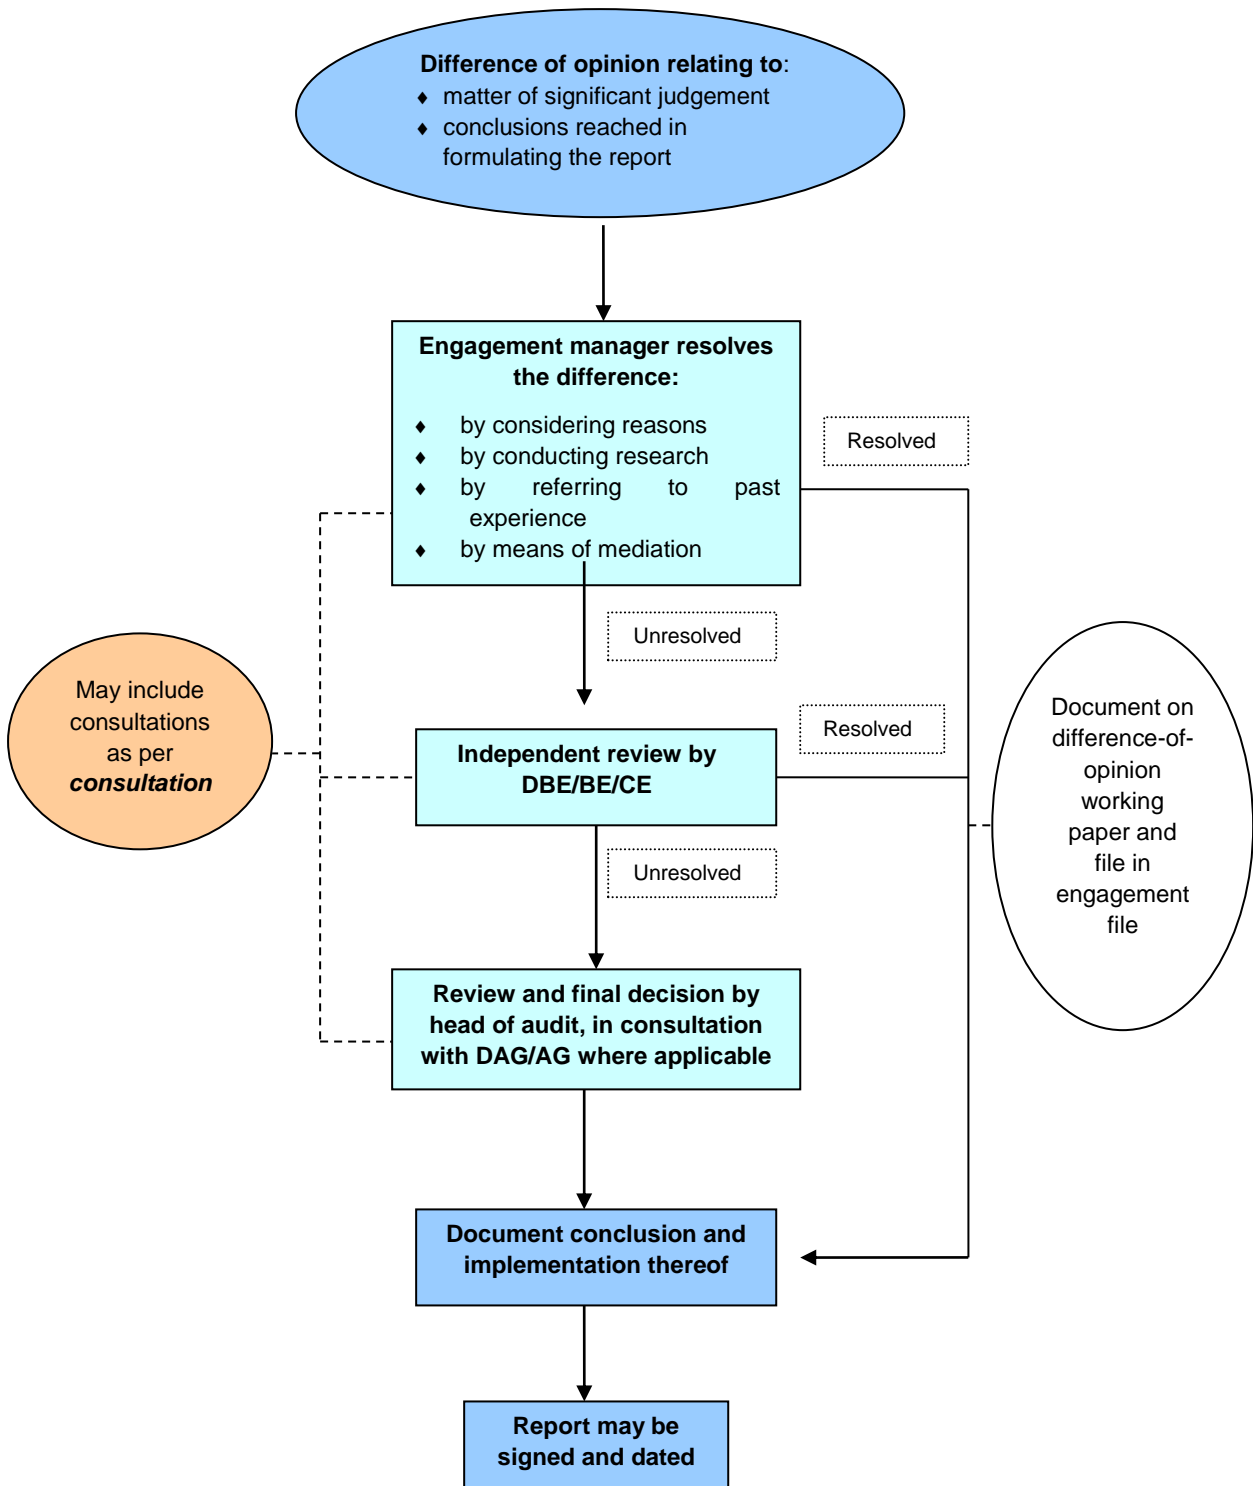 Difference of opinion relating to:
♦ matter of significant judgement
♦ conclusions reached in
formulating the report
Engagement manager resolves
the difference:
♦ by considering reasons
♦ by conducting research
♦ by referring to past
experience
♦ by means of mediation
Resolved
Unresolved
May include
consultations
as per
consultation
Independent review by
DBE/BE/CE
Resolved
Document on
difference-of-
opinion
working
paper and
file in
engagement
file
Unresolved
Review and final decision by
head of audit, in consultation
with DAG/AG where applicable
Document conclusion and
implementation thereof
Report may be
signed and dated